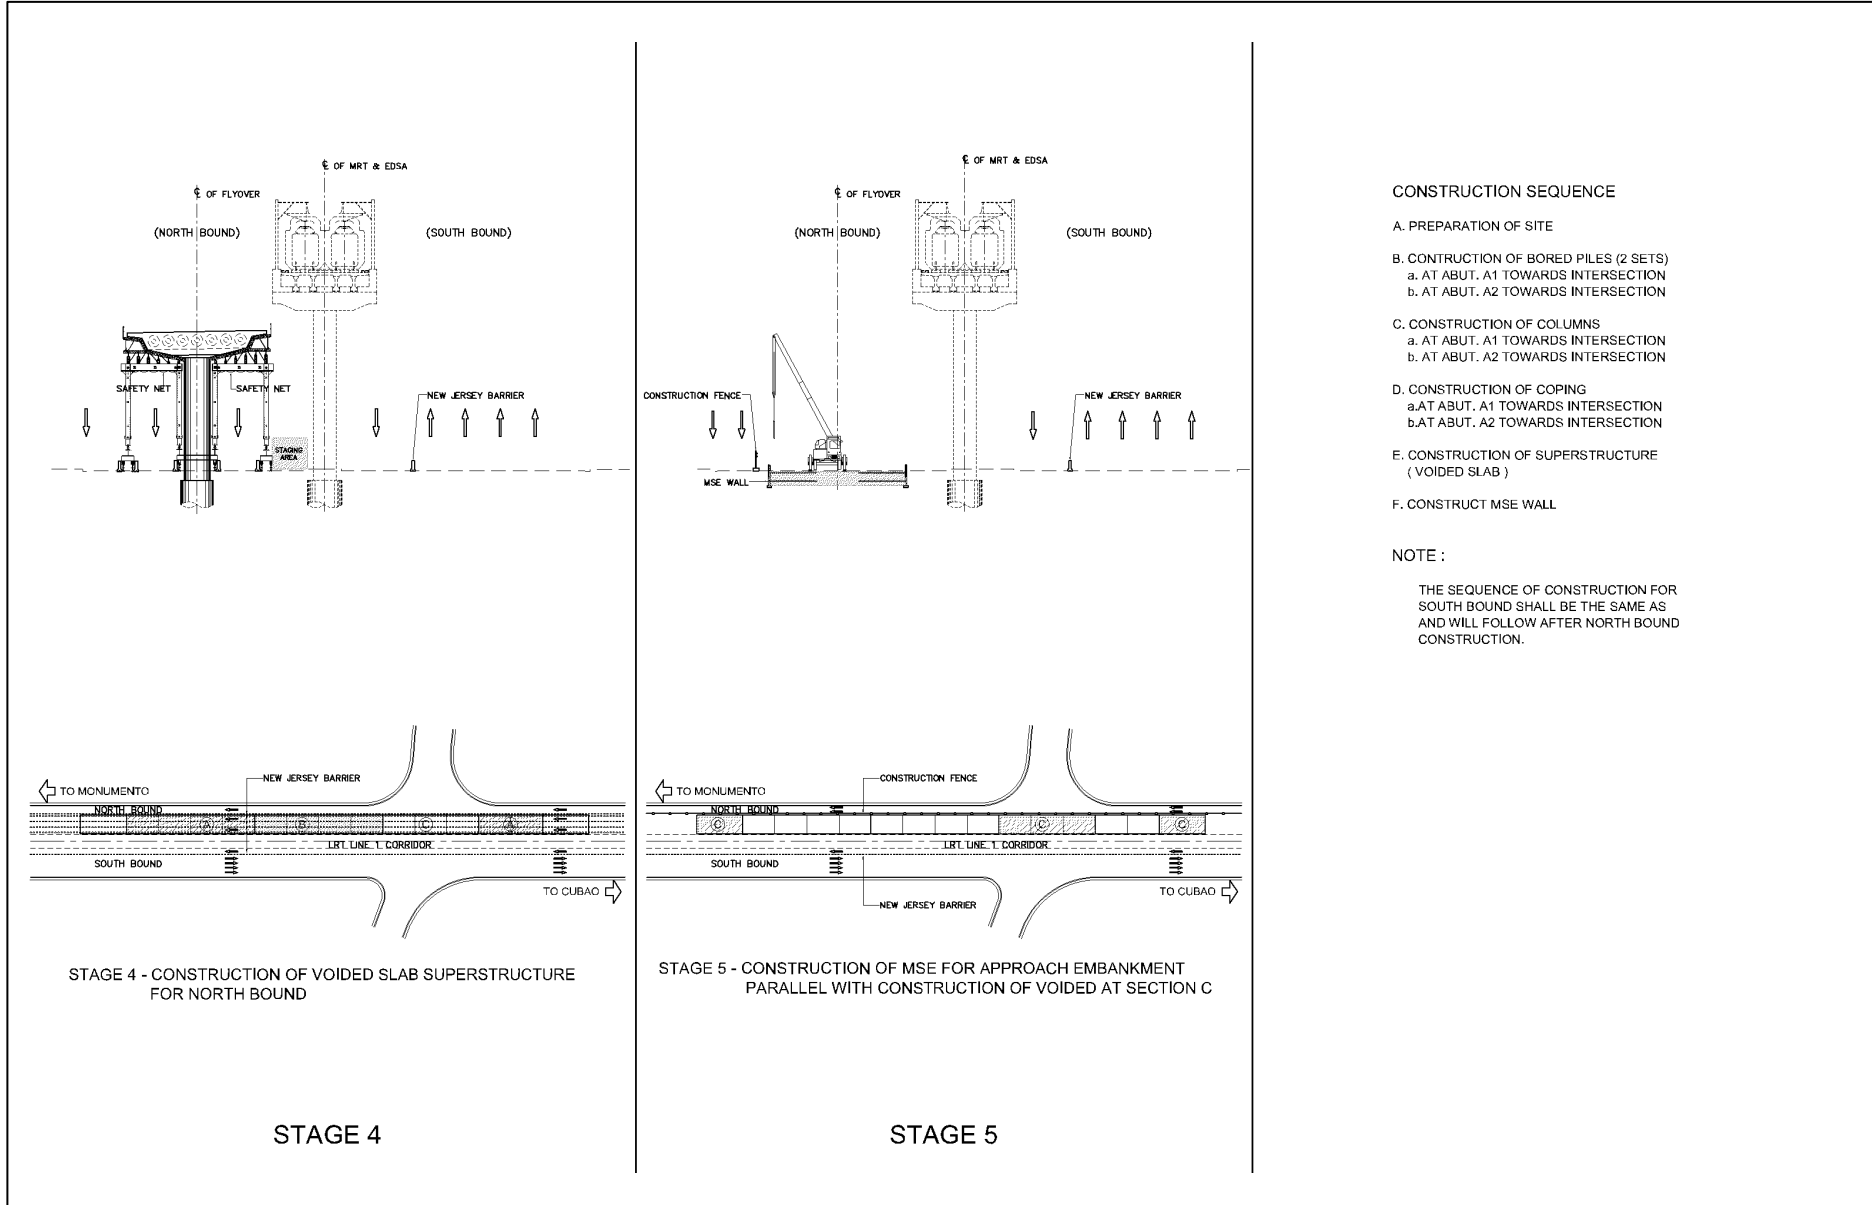 ℄ OF MRT & EDSA
℄ OF FLYOVER
(NORTH BOUND)
(SOUTH BOUND)
SAFETY NET
SAFETY NET
NEW JERSEY BARRIER
STAGING
AREA
NEW JERSEY BARRIER
TO MONUMENTO
NORTH BOUND
A
B
C
A
LRT LINE 1 CORRIDOR
SOUTH BOUND
TO CUBAO
STAGE 4 - CONSTRUCTION OF VOIDED SLAB SUPERSTRUCTURE
FOR NORTH BOUND
STAGE 4
℄ OF MRT & EDSA
℄ OF FLYOVER
(NORTH BOUND)
(SOUTH BOUND)
CONSTRUCTION FENCE
NEW JERSEY BARRIER
MSE WALL
CONSTRUCTION FENCE
TO MONUMENTO
NORTH BOUND
C
C
C
LRT LINE 1 CORRIDOR
SOUTH BOUND
TO CUBAO
NEW JERSEY BARRIER
STAGE 5 - CONSTRUCTION OF MSE FOR APPROACH EMBANKMENT
PARALLEL WITH CONSTRUCTION OF VOIDED AT SECTION C
STAGE 5
CONSTRUCTION SEQUENCE
A. PREPARATION OF SITE
B. CONTRUCTION OF BORED PILES (2 SETS)
a. AT ABUT. A1 TOWARDS INTERSECTION
b. AT ABUT. A2 TOWARDS INTERSECTION
C. CONSTRUCTION OF COLUMNS
a. AT ABUT. A1 TOWARDS INTERSECTION
b. AT ABUT. A2 TOWARDS INTERSECTION
D. CONSTRUCTION OF COPING
a.AT ABUT. A1 TOWARDS INTERSECTION
b.AT ABUT. A2 TOWARDS INTERSECTION
E. CONSTRUCTION OF SUPERSTRUCTURE
( VOIDED SLAB )
F. CONSTRUCT MSE WALL
NOTE :
THE SEQUENCE OF CONSTRUCTION FOR
SOUTH BOUND SHALL BE THE SAME AS
AND WILL FOLLOW AFTER NORTH BOUND
CONSTRUCTION.